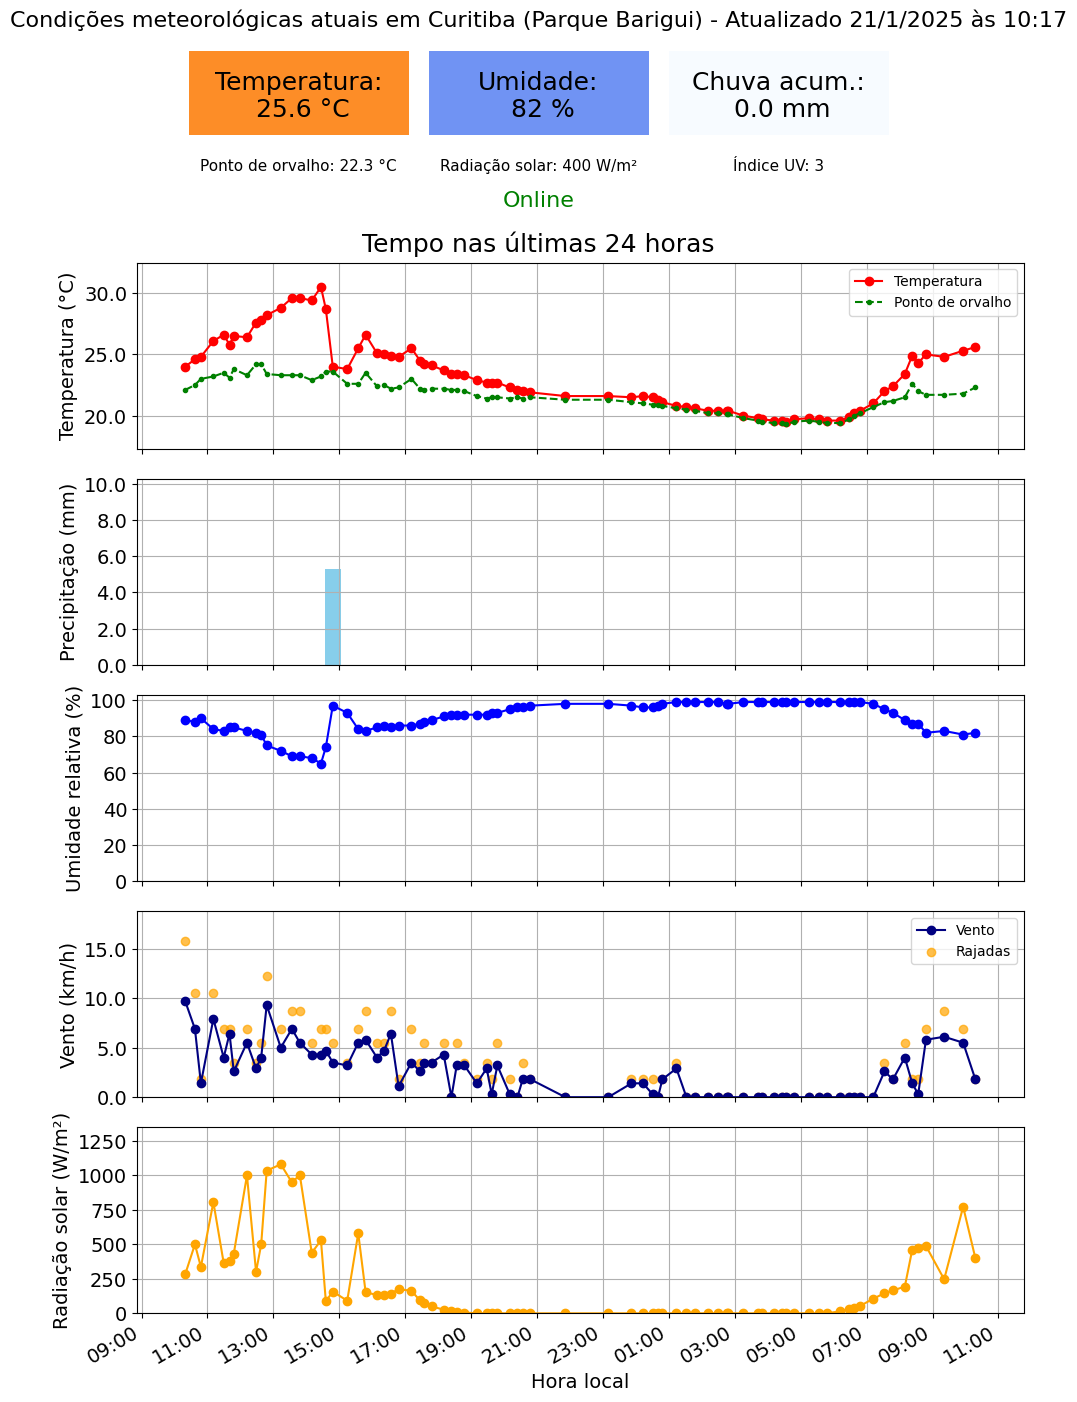 Condições meteorológicas atuais em Curitiba (Parque Barigui) - Atualizado 21/1/2025 às 10:17
Temperatura:
25.6 °C
Umidade:
82 %
Chuva acum.:
0.0 mm
Ponto de orvalho: 22.3 °C
Radiação solar: 400 W/m²
Índice UV: 3
Online
Tempo nas últimas 24 horas
Temperatura (°C)
30.0
25.0
20.0
Temperatura
Ponto de orvalho
Precipitação (mm)
10.0
8.0
6.0
4.0
2.0
0.0
Umidade relativa (%)
100
80
60
40
20
0
Vento (km/h)
15.0
10.0
5.0
0.0
Vento
Rajadas
Radiação solar (W/m²)
1250
1000
750
500
250
0
09:00
11:00
13:00
15:00
17:00
19:00
21:00
23:00
01:00
03:00
05:00
07:00
09:00
11:00
Hora local